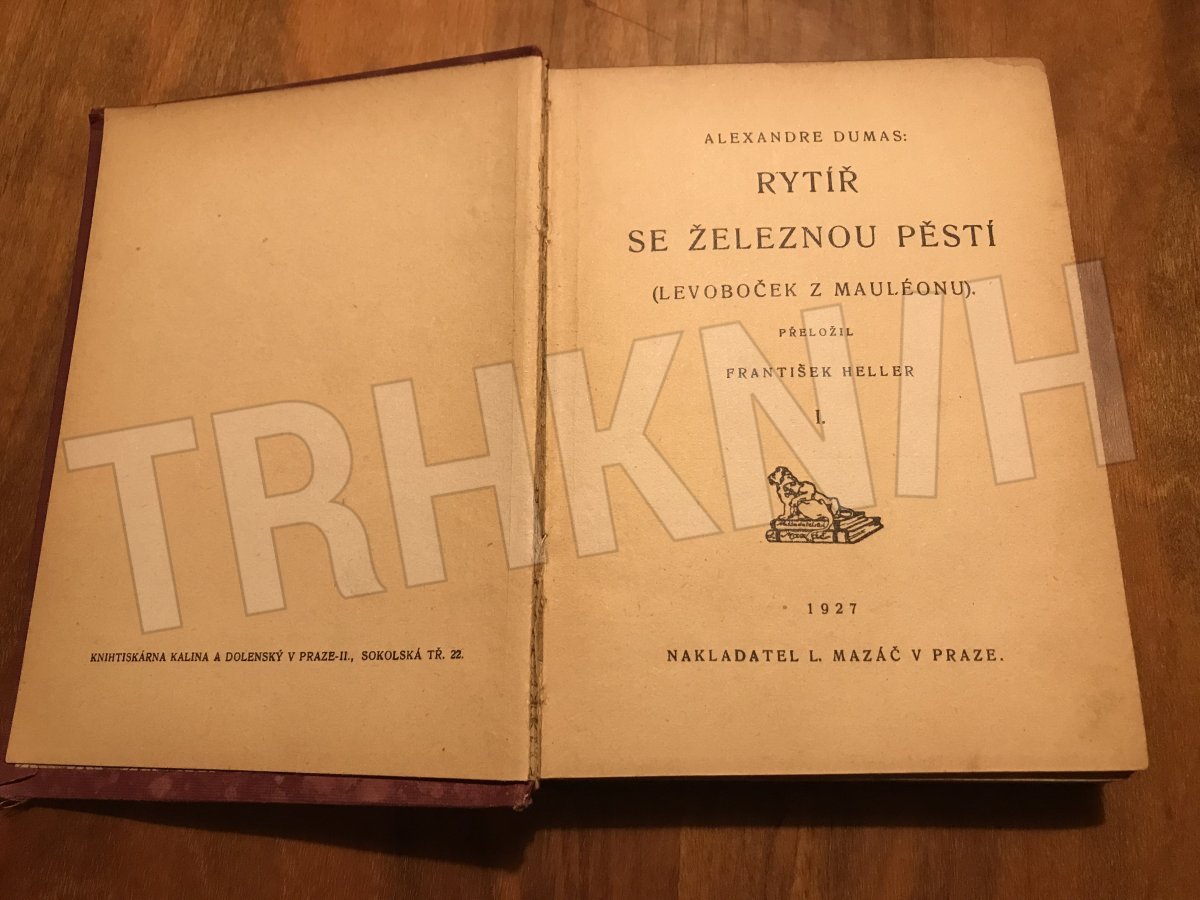 KNIHTISKÁRNA KALINA A DOLENSKÝ V PRAZE-II., SOKOLSKÁ TŘ. 22.
ALEXANDRE DUMAS:
RYTÍŘ
SE ŽELEZNOU PĚSTÍ
(LEVOBOČEK Z MAULÉONU).
PŘELOŽIL
FRANTIŠEK HELLER
I.
1927
NAKLADATEL L. MAZÁČ V PRAZE.
TRHKNIH